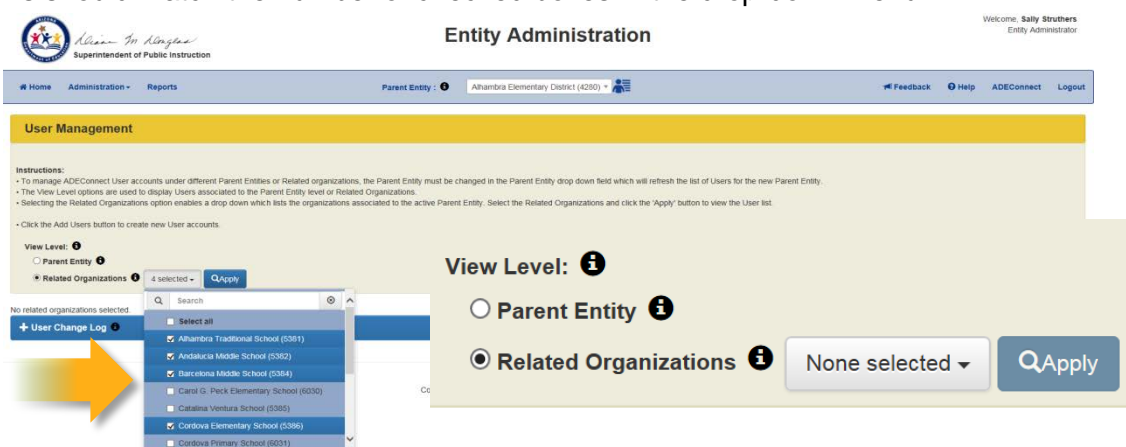 Superintendent of Public Instruction
Entity Administration
Welcome, Sally Struthers
Entity Administrator
Home Administration Reports Parent Entity : Alhambra Elementary District (4280) Feedback Help ADEConnect Logout
User Management
Instructions:
• To manage ADEConnect User accounts under different Parent Entities or Related organizations, the Parent Entity must be changed in the Parent Entity drop down field which will refresh the list of Users for the new Parent Entity.
• The View Level options are used to display Users associated to the Parent Entity level or Related Organizations.
• Selecting the Related Organizations option enables a drop down which lists the organizations associated to the active Parent Entity. Select the Related Organizations and click the 'Apply' button to view the User list.
• Click the Add Users button to create new User accounts.
View Level:
Parent Entity
Related Organizations 4 selected Apply
Search
Select all
Alhambra Traditional School (5381)
Andalucia Middle School (5382)
Barcelona Middle School (5384)
Carol G. Peck Elementary School (6030)
Catalina Ventura School (5385)
Cordova Elementary School (5386)
Cordova Primary School (6031)
No related organizations selected.
+ User Change Log
Co
View Level:
Parent Entity
Related Organizations None selected Apply